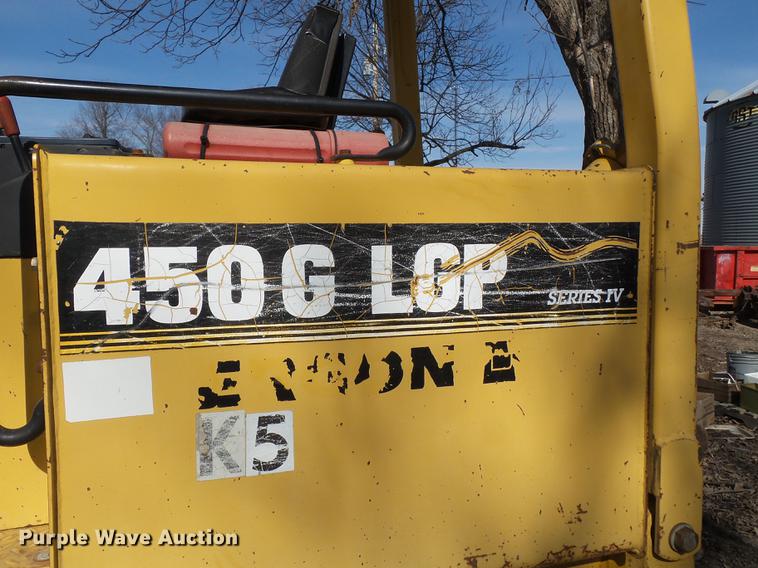 450G LGP
SERIES IV
K5
Purple Wave Auction